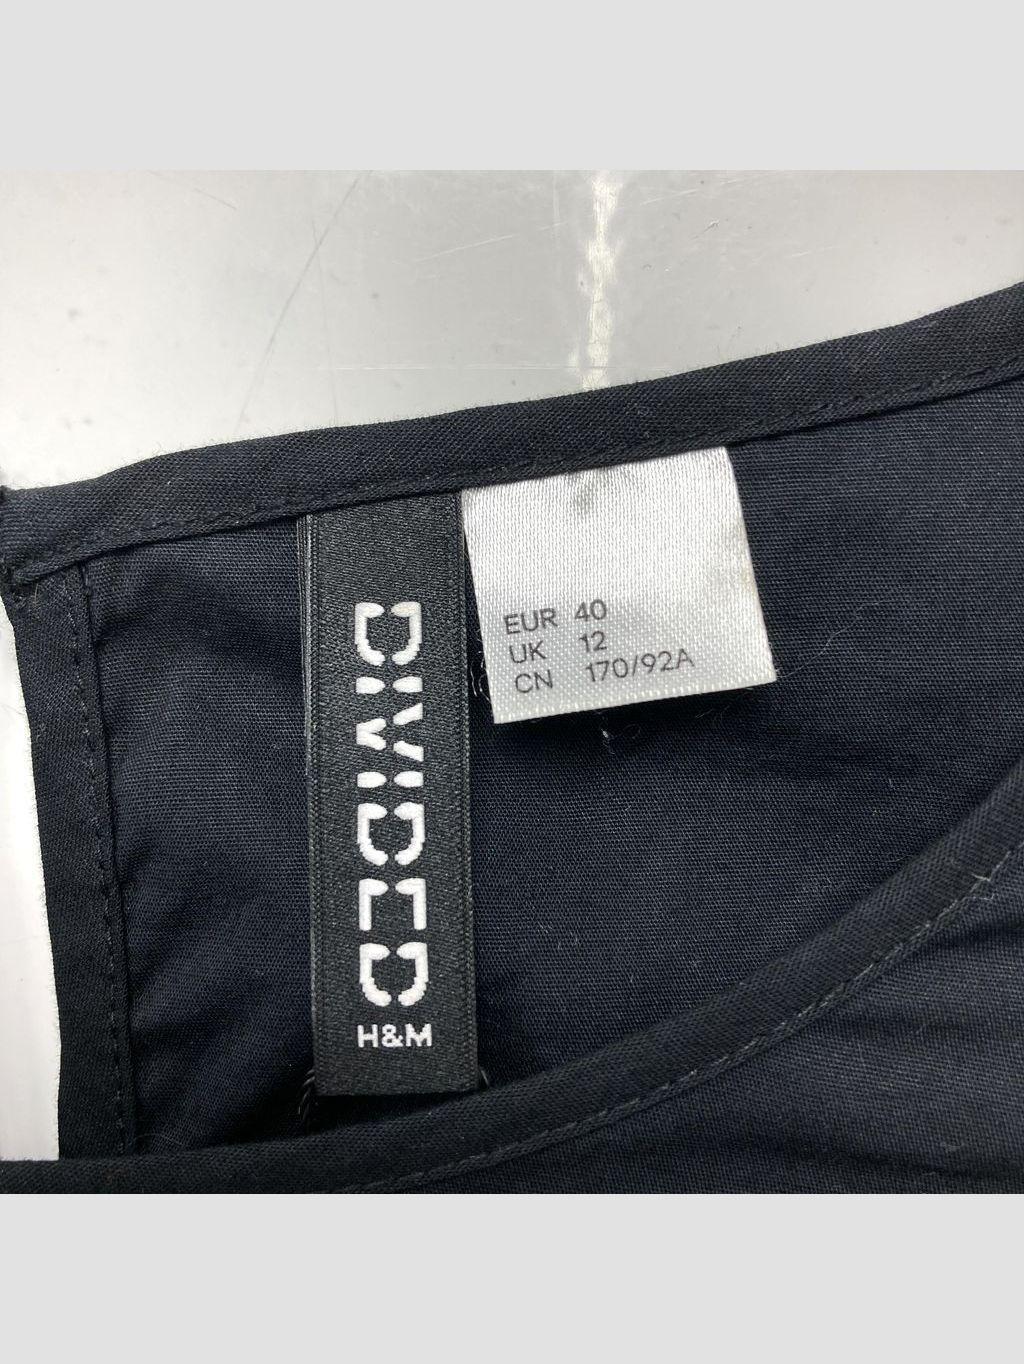 DIVIDED
H&M
EUR 40
UK 12
CN 170/92A